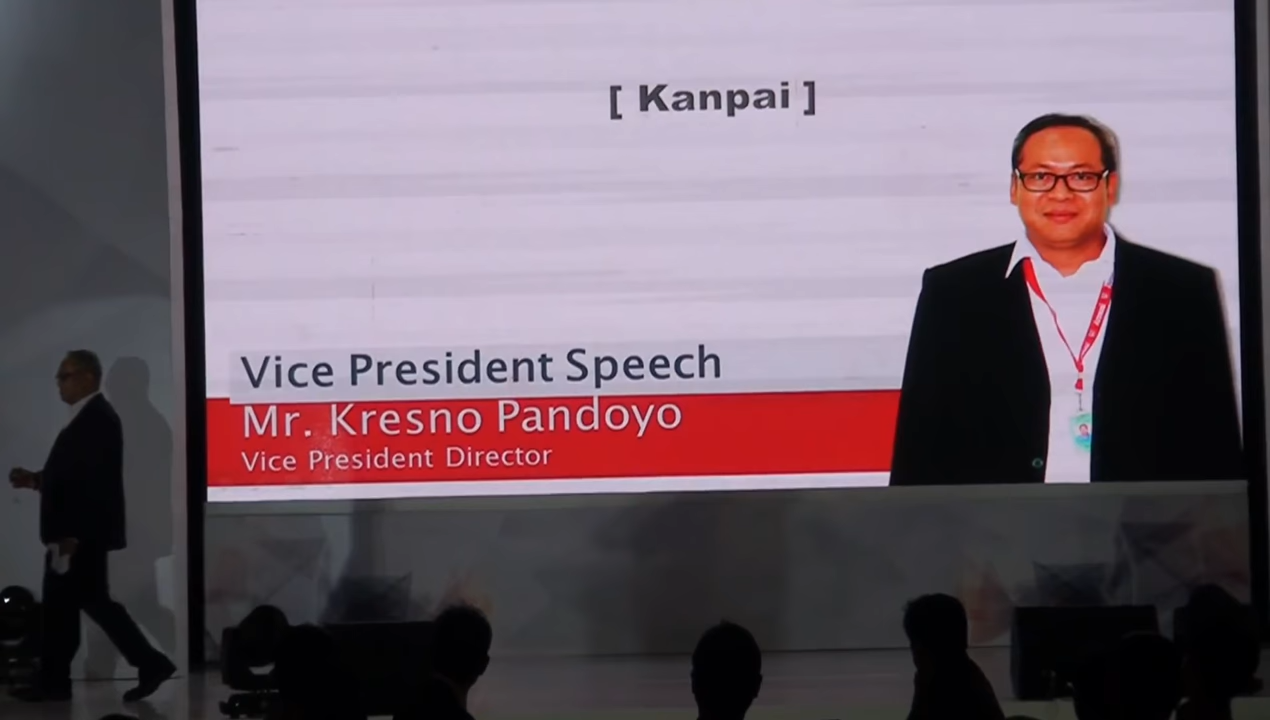 [ Kanpai ]
Vice President Speech
Mr. Kresno Pandoyo
Vice President Director